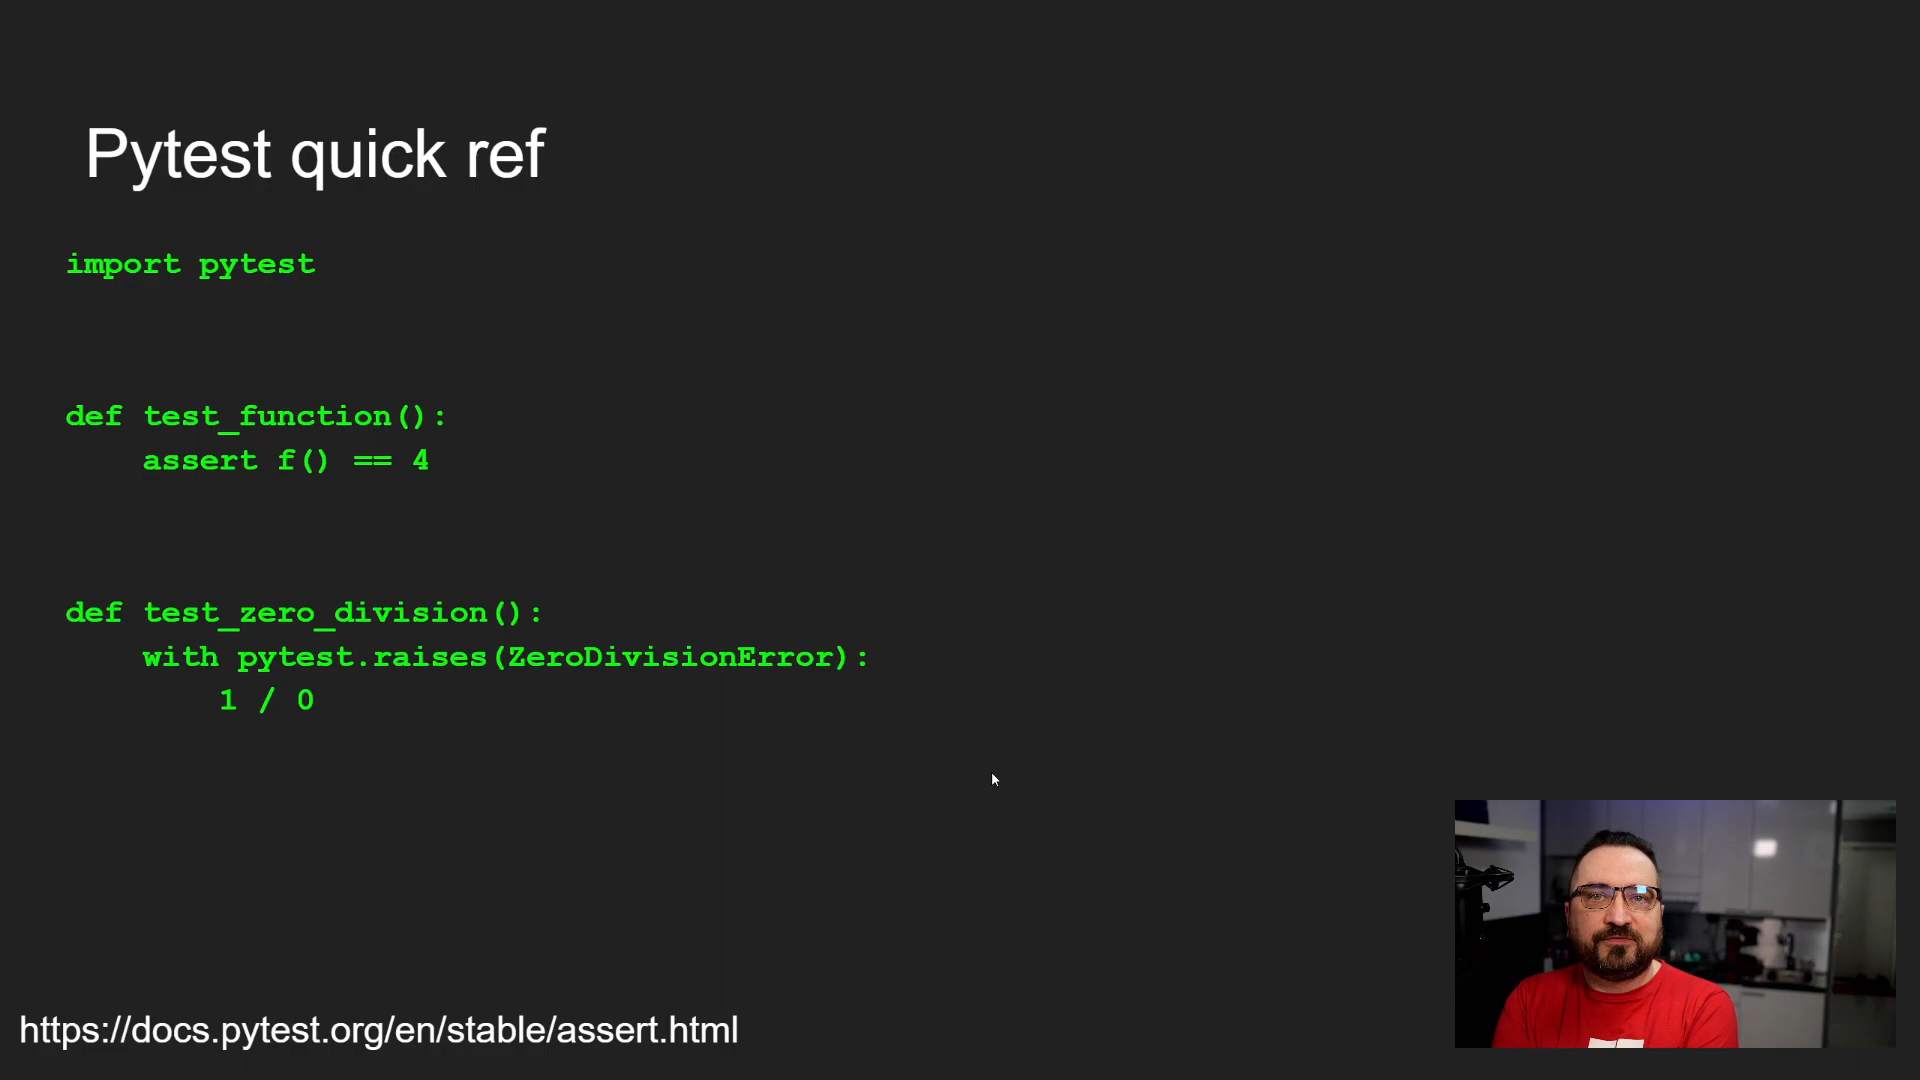 Pytest quick ref
import pytest
def test_function():
    assert f() == 4
def test_zero_division():
    with pytest.raises(ZeroDivisionError):
        1 / 0
https://docs.pytest.org/en/stable/assert.html